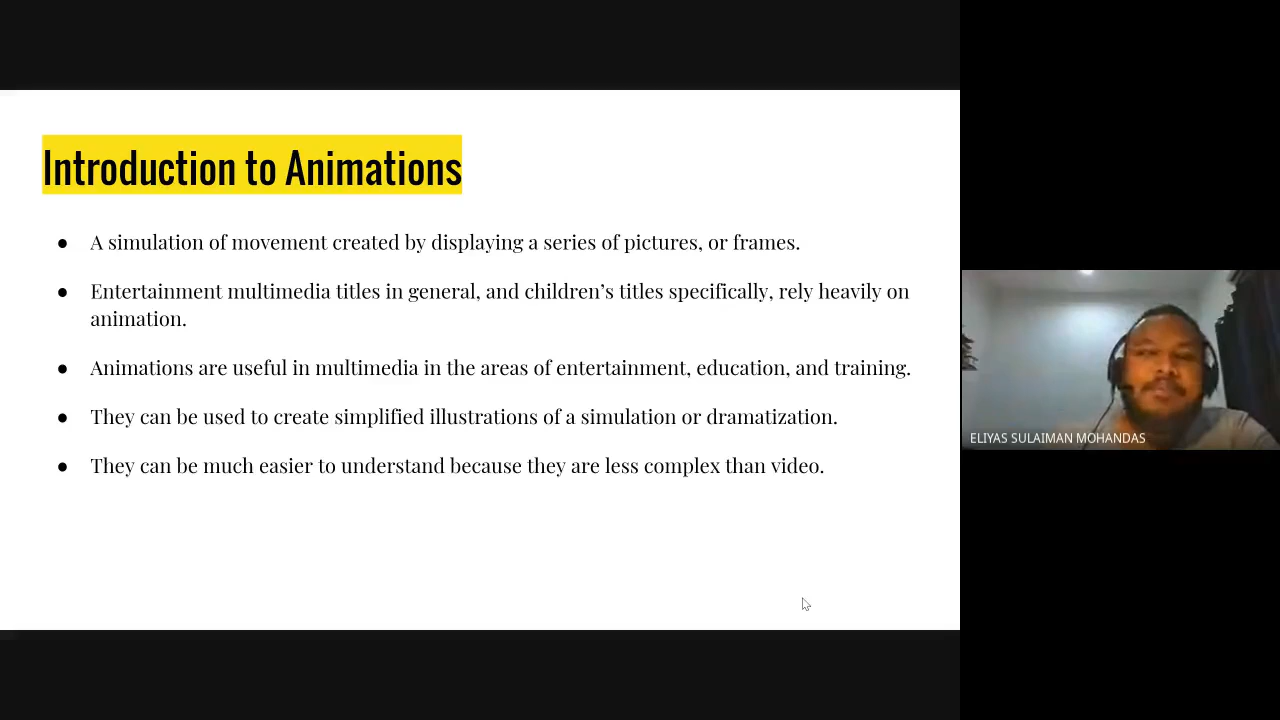 Introduction to Animations
● A simulation of movement created by displaying a series of pictures, or frames.
● Entertainment multimedia titles in general, and children’s titles specifically, rely heavily on
animation.
● Animations are useful in multimedia in the areas of entertainment, education, and training.
● They can be used to create simplified illustrations of a simulation or dramatization.
● They can be much easier to understand because they are less complex than video.
ELIYAS SULAIMAN MOHANDAS